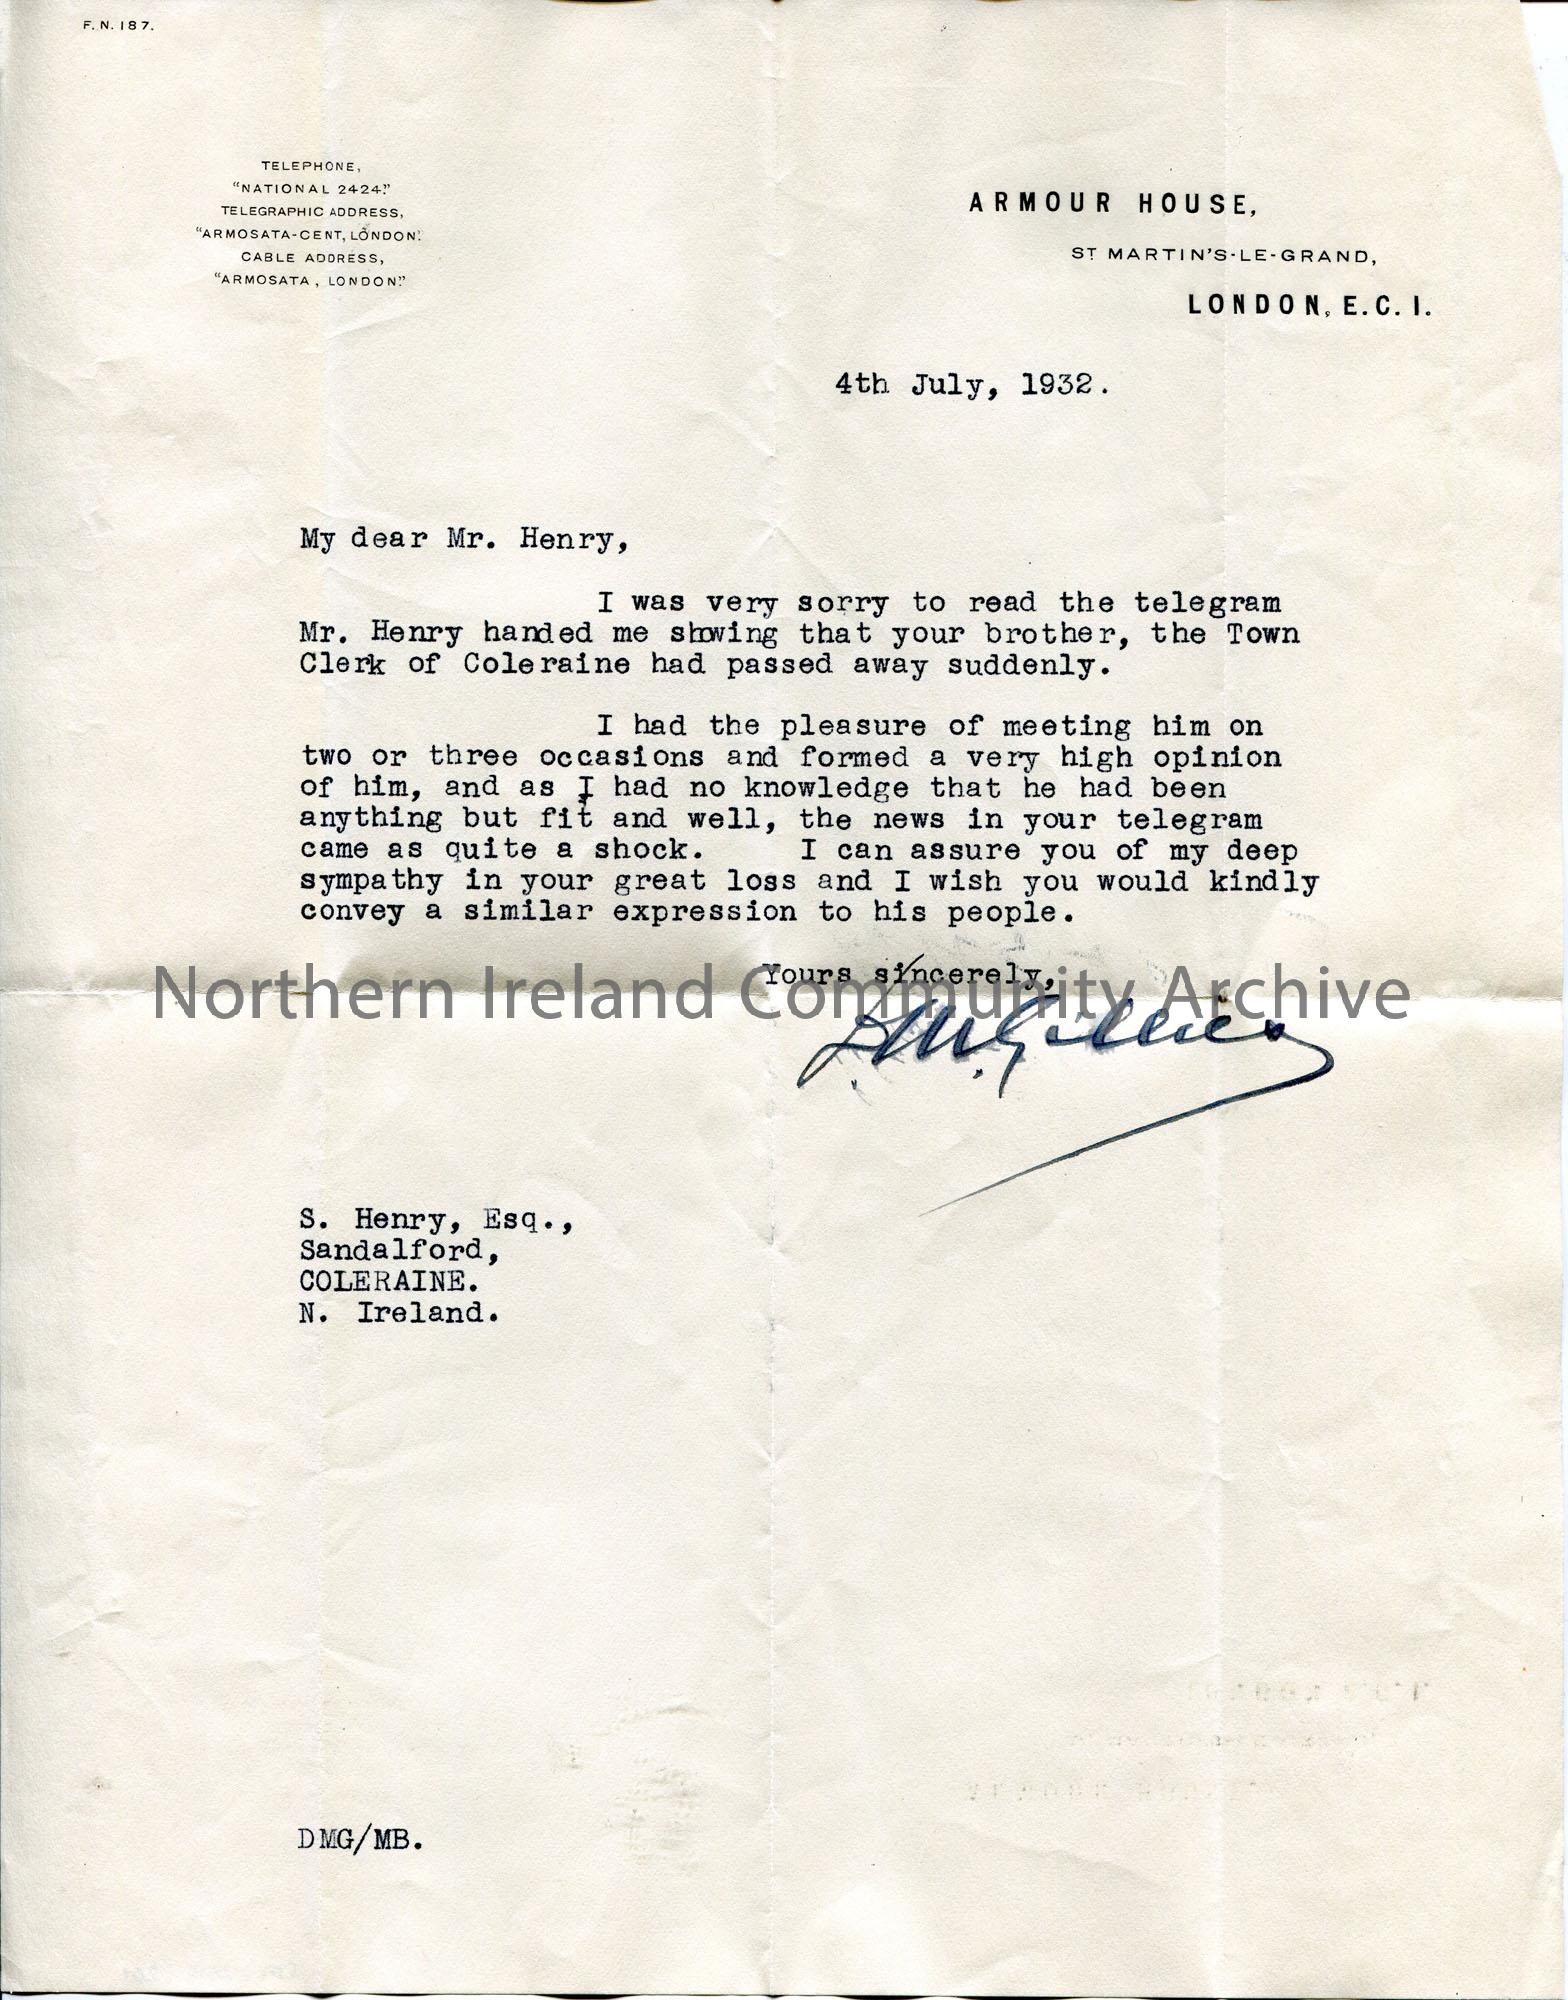 F. N. 187.
TELEPHONE,
"NATIONAL 2424."
TELEGRAPHIC ADDRESS,
"ARMOSATA-CENT, LONDON."
CABLE ADDRESS,
"ARMOSATA, LONDON."
ARMOUR HOUSE,
ST MARTIN'S-LE-GRAND,
LONDON, E.C.1.
4th July, 1932.
My dear Mr. Henry,
I was very sorry to read the telegram
Mr. Henry handed me showing that your brother, the Town
Clerk of Coleraine had passed away suddenly.
I had the pleasure of meeting him on
two or three occasions and formed a very high opinion
of him, and as I had no knowledge that he had been
anything but fit and well, the news in your telegram
came as quite a shock. I can assure you of my deep
sympathy in your great loss and I wish you would kindly
convey a similar expression to his people.
Yours sincerely,
Northern Ireland Community Archive
D. M. Gillies
S. Henry, Esq.,
Sandalford,
COLERAINE.
N. Ireland.
DMG/MB.